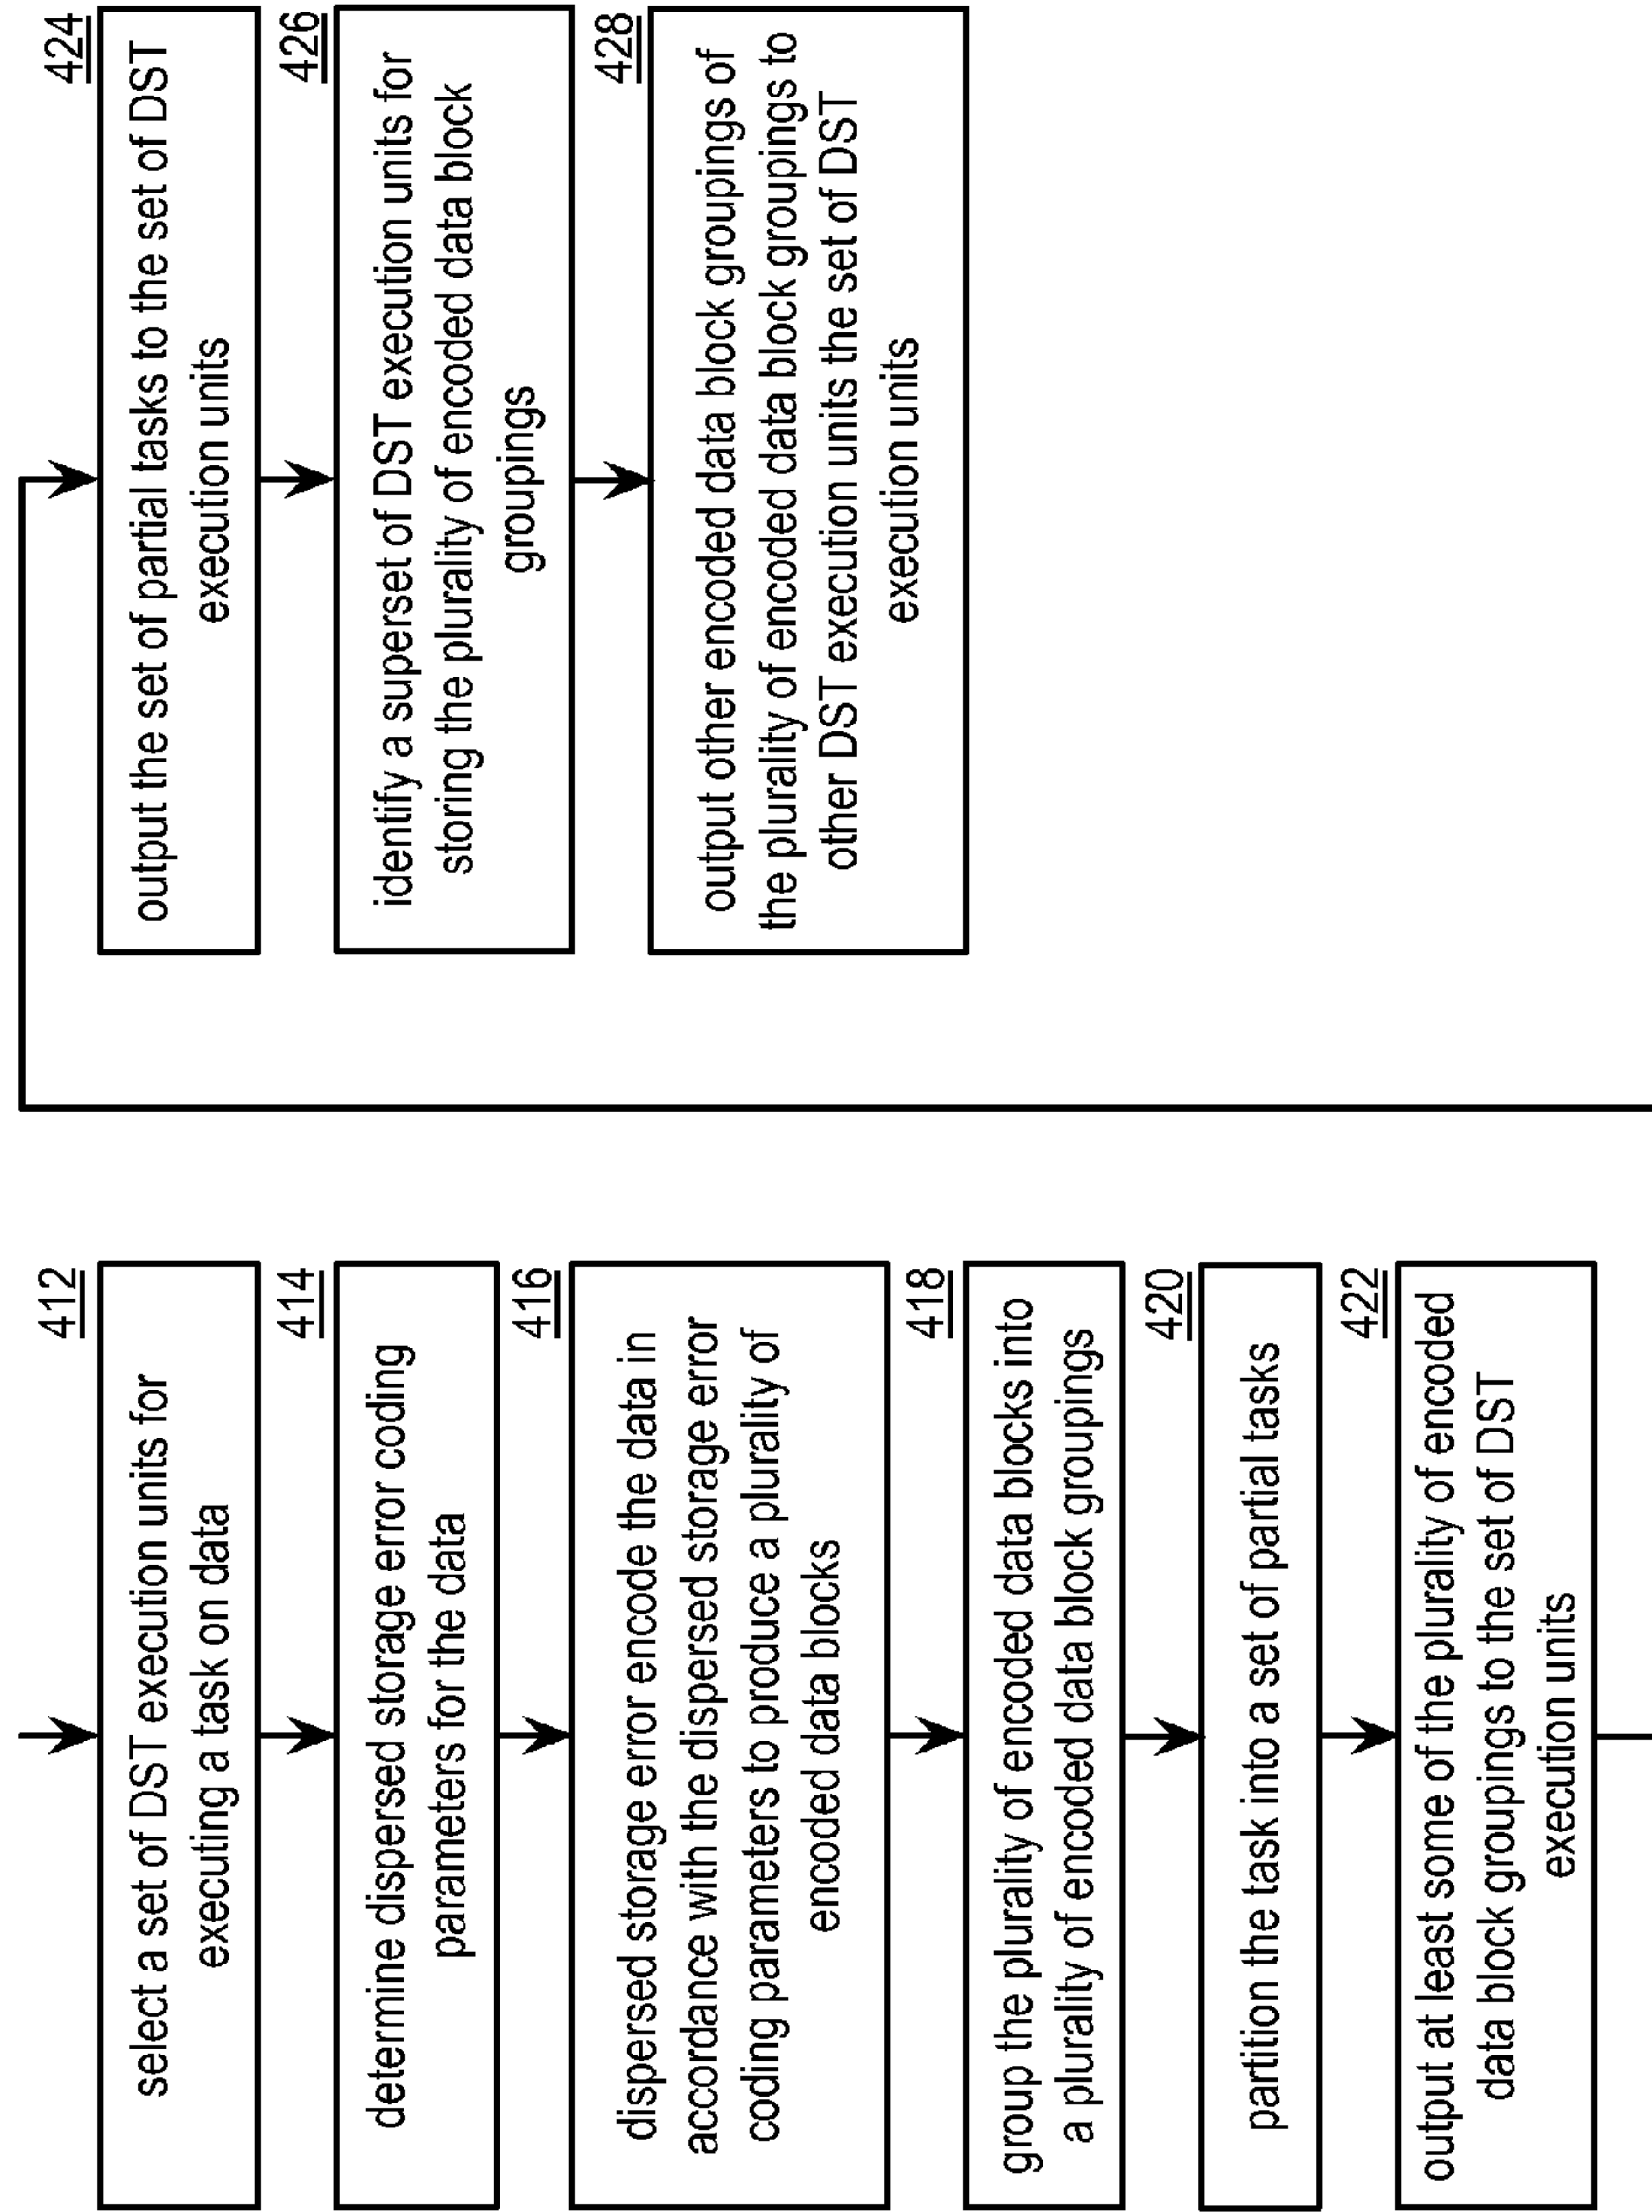 412
select a set of DST execution units for
executing a task on data
414
determine dispersed storage error coding
parameters for the data
416
dispersed storage error encode the data in
accordance with the dispersed storage error
coding parameters to produce a plurality of
encoded data blocks
418
group the plurality of encoded data blocks into
a plurality of encoded data block groupings
420
partition the task into a set of partial tasks
422
output at least some of the plurality of encoded
data block groupings to the set of DST
execution units
424
output the set of partial tasks to the set of DST
execution units
426
identify a superset of DST execution units for
storing the plurality of encoded data block
groupings
428
output other encoded data block groupings of
the plurality of encoded data block groupings to
other DST execution units the set of DST
execution units